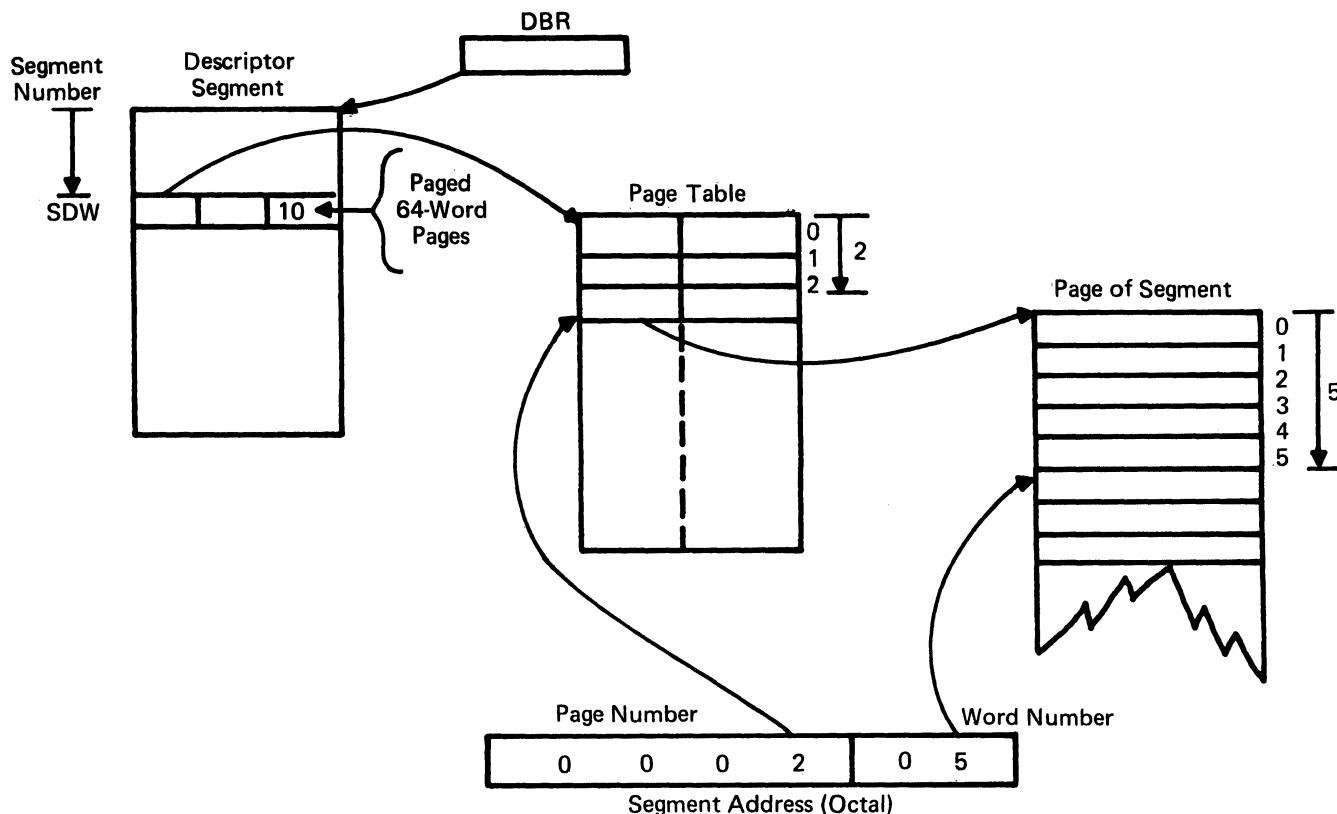 DBR
Segment
Number
Descriptor
Segment
SDW
10
Paged
64-Word
Pages
Page Table
0
1
2
2
Page of Segment
0
1
2
3
4
5
5
Page Number
Word Number
0 0 0 2 0 5
Segment Address (Octal)